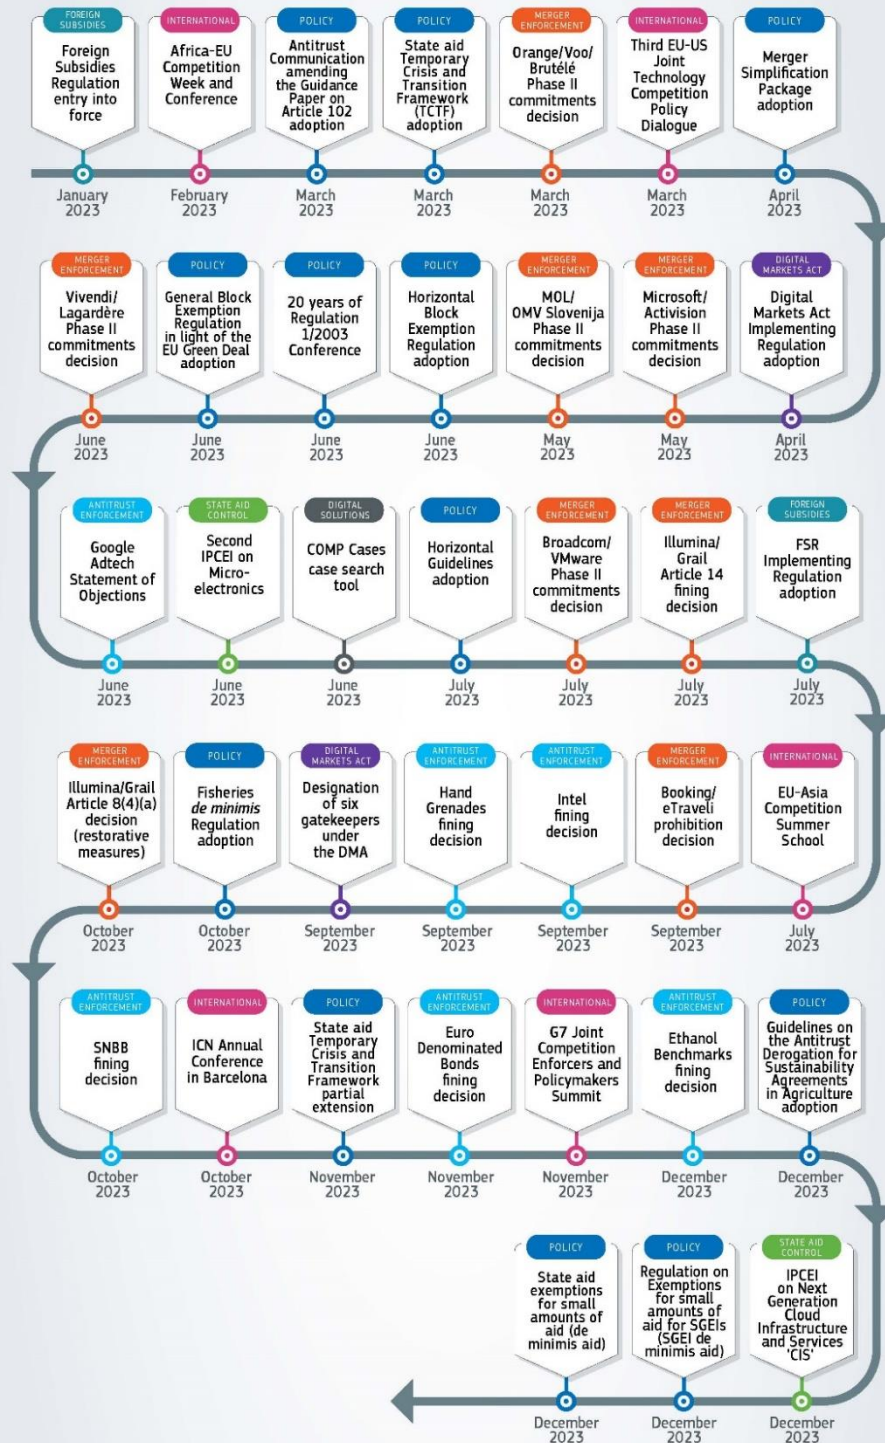 FOREIGN
SUBSIDIES
Foreign
Subsidies
Regulation
entry into
force
January
2023
INTERNATIONAL
Africa-EU
Competition
Week and
Conference
February
2023
POLICY
Antitrust
Communication
amending
the Guidance
Paper on
Article 102
adoption
March
2023
POLICY
State aid
Temporary
Crisis and
Transition
Framework
(TCTF)
adoption
March
2023
MERGER
ENFORCEMENT
Orange/Voo/
Brutélé
Phase II
commitments
decision
March
2023
INTERNATIONAL
Third EU-US
Joint
Technology
Competition
Policy
Dialogue
March
2023
POLICY
Merger
Simplification
Package
adoption
April
2023
MERGER
ENFORCEMENT
Vivendi/
Lagardère
Phase II
commitments
decision
June
2023
POLICY
General Block
Exemption
Regulation
in light of the
EU Green Deal
adoption
June
2023
POLICY
20 years of
Regulation
1/2003
Conference
June
2023
POLICY
Horizontal
Block
Exemption
Regulation
adoption
June
2023
MERGER
ENFORCEMENT
MOL/
OMV Slovenija
Phase II
commitments
decision
May
2023
MERGER
ENFORCEMENT
Microsoft/
Activision
Phase II
commitments
decision
May
2023
DIGITAL
MARKETS ACT
Digital
Markets Act
Implementing
Regulation
adoption
April
2023
ANTITRUST
ENFORCEMENT
Google
Adtech
Statement of
Objections
June
2023
STATE AID
CONTROL
Second
IPCEI on
Micro-
electronics
June
2023
DIGITAL
SOLUTIONS
COMP Cases
case search
tool
June
2023
POLICY
Horizontal
Guidelines
adoption
July
2023
MERGER
ENFORCEMENT
Broadcom/
VMware
Phase II
commitments
decision
July
2023
MERGER
ENFORCEMENT
Illumina/
Grail
Article 14
fining
decision
July
2023
FOREIGN
SUBSIDIES
FSR
Implementing
Regulation
adoption
July
2023
MERGER
ENFORCEMENT
Illumina/Grail
Article 8(4)(a)
decision
(restorative
measures)
October
2023
POLICY
Fisheries
de minimis
Regulation
adoption
October
2023
DIGITAL
MARKETS ACT
Designation
of six
gatekeepers
under
the DMA
September
2023
ANTITRUST
ENFORCEMENT
Hand
Grenades
fining
decision
September
2023
ANTITRUST
ENFORCEMENT
Intel
fining
decision
September
2023
MERGER
ENFORCEMENT
Booking/
eTraveli
prohibition
decision
September
2023
INTERNATIONAL
EU-Asia
Competition
Summer
School
July
2023
ANTITRUST
ENFORCEMENT
SNBB
fining
decision
October
2023
INTERNATIONAL
ICN Annual
Conference
in Barcelona
October
2023
POLICY
State aid
Temporary
Crisis and
Transition
Framework
partial
extension
November
2023
ANTITRUST
ENFORCEMENT
Euro
Denominated
Bonds
fining
decision
November
2023
INTERNATIONAL
G7 Joint
Competition
Enforcers and
Policymakers
Summit
November
2023
ANTITRUST
ENFORCEMENT
Ethanol
Benchmarks
fining
decision
December
2023
POLICY
Guidelines on
the Antitrust
Derogation for
Sustainability
Agreements
in Agriculture
adoption
December
2023
POLICY
State aid
exemptions
for small
amounts of
aid (de
minimis aid)
December
2023
POLICY
Regulation on
Exemptions
for small
amounts of
aid for SGEIs
(SGEI de
minimis aid)
December
2023
STATE AID
CONTROL
IPCEI
on Next
Generation
Cloud
Infrastructure
and Services
'CIS'
December
2023